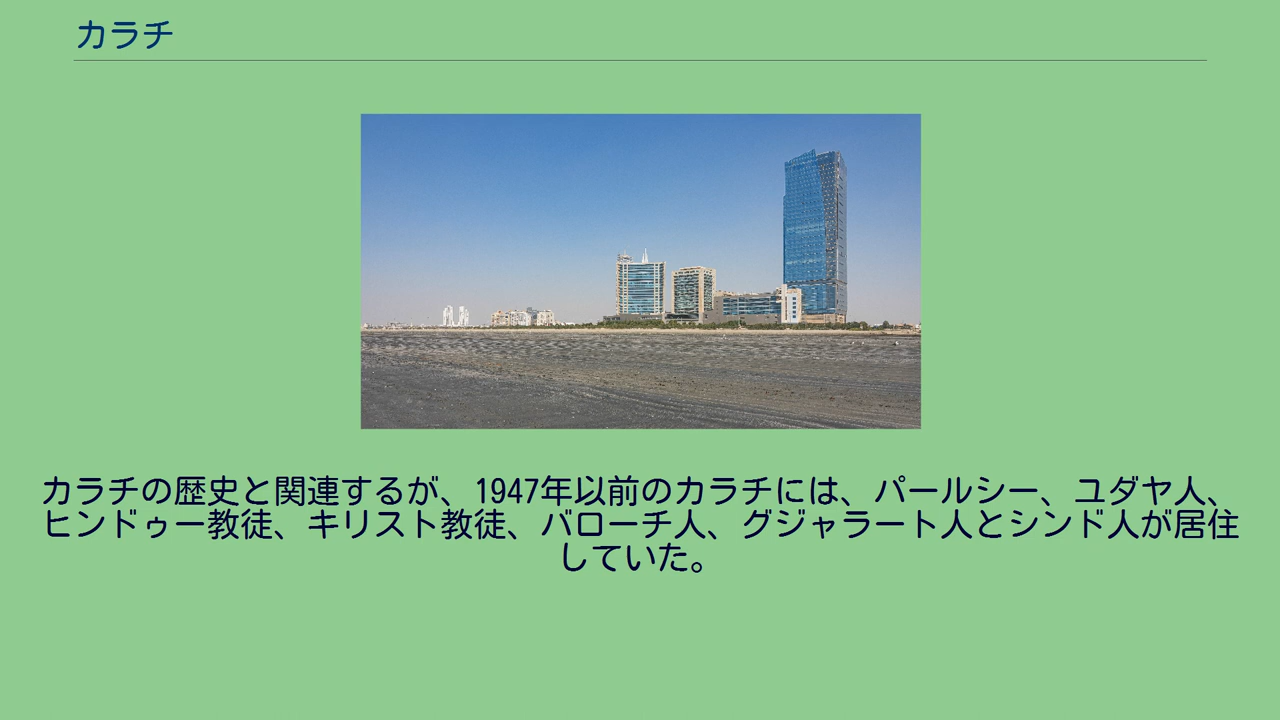 カラチ
カラチの歴史と関連するが、1947年以前のカラチには、パールシー、ユダヤ人、
ヒンドゥー教徒、キリスト教徒、バローチ人、グジャラート人とシンド人が居住
していた。